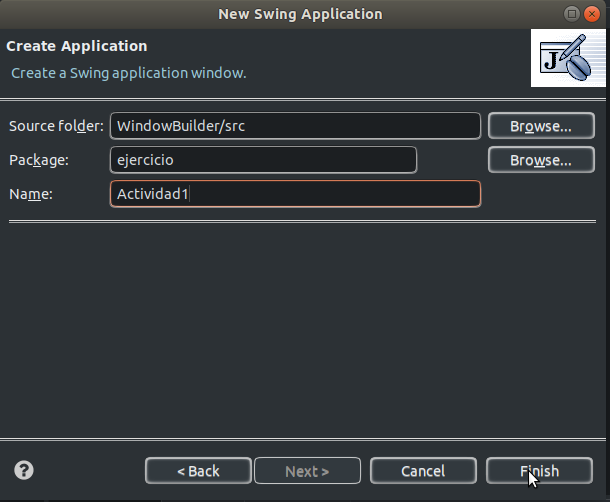 New Swing Application
Create Application
Create a Swing application window.
J
Source folder: WindowBuilder/src Browse...
Package: ejercicio Browse...
Name: Actividad1
? < Back Next > Cancel Finish